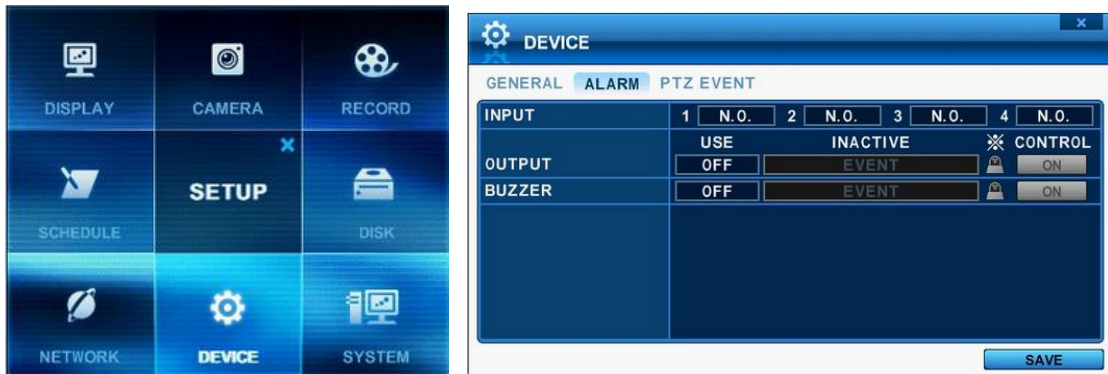 DISPLAY CAMERA RECORD
SCHEDULE SETUP DISK
NETWORK DEVICE SYSTEM
DEVICE
GENERAL ALARM PTZ EVENT
INPUT 1 N.O. 2 N.O. 3 N.O. 4 N.O.
USE INACTIVE CONTROL
OUTPUT OFF EVENT ON
BUZZER OFF EVENT ON
SAVE